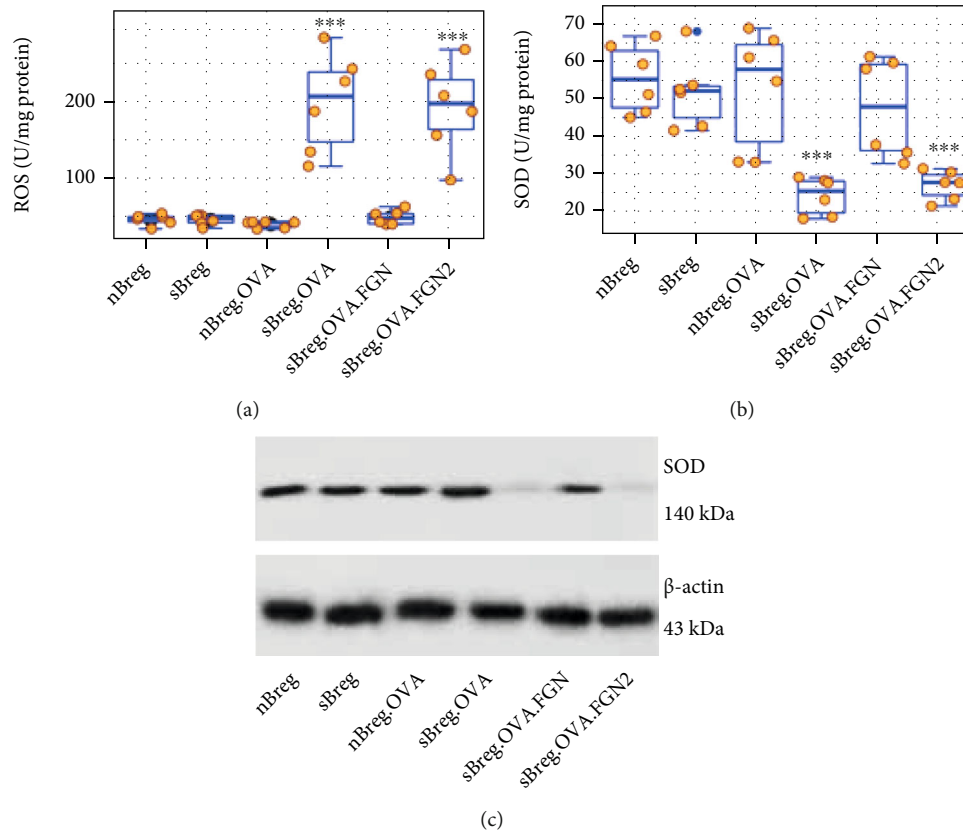 ROS (U/mg protein)
200
100
***
***
nBreg
sBreg
nBreg.OVA
sBreg.OVA
sBreg.OVA.FGN
sBreg.OVA.FGN2
(a)
SOD (U/mg protein)
70
60
50
40
30
20
***
***
nBreg
sBreg
nBreg.OVA
sBreg.OVA
sBreg.OVA.FGN
sBreg.OVA.FGN2
(b)
SOD
140 kDa
β-actin
43 kDa
nBreg
sBreg
nBreg.OVA
sBreg.OVA
sBreg.OVA.FGN
sBreg.OVA.FGN2
(c)